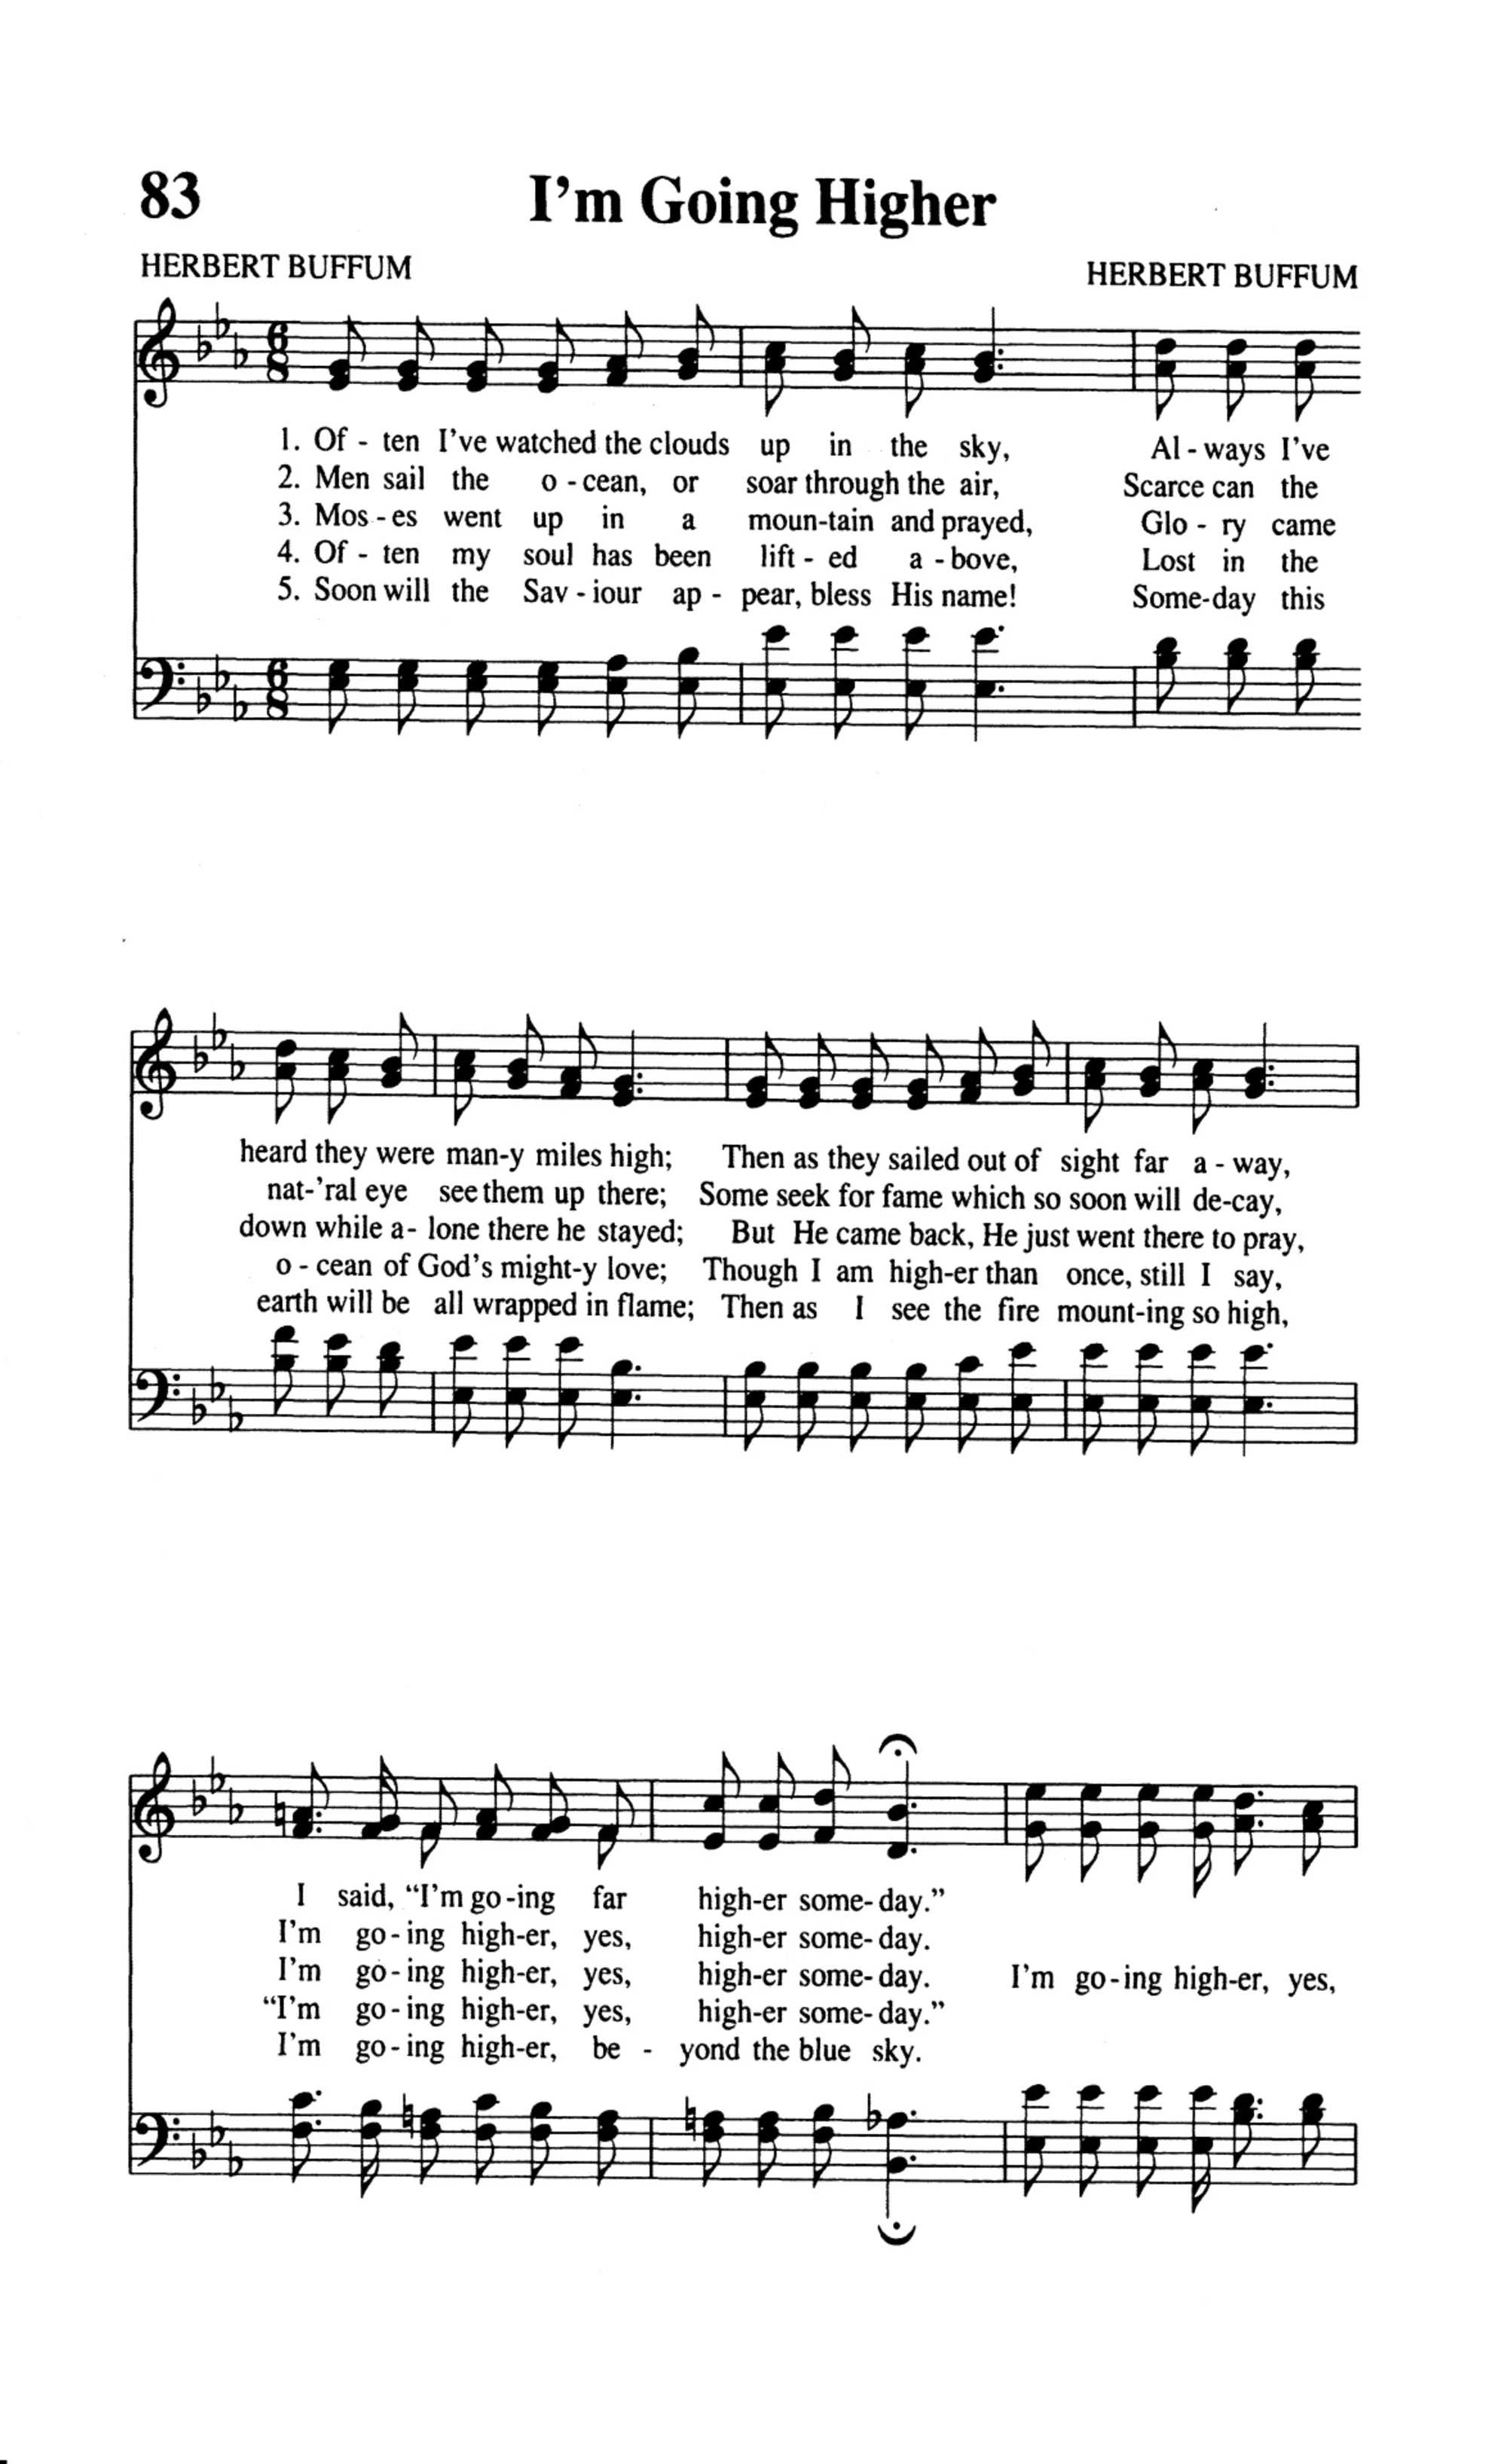 83
I'm Going Higher
HERBERT BUFFUM
HERBERT BUFFUM
1. Of - ten I've watched the clouds up in the sky, Al - ways I've
2. Men sail the o - cean, or soar through the air, Scarce can the
3. Mos - es went up in a moun-tain and prayed, Glo - ry came
4. Of - ten my soul has been lift - ed a - bove, Lost in the
5. Soon will the Sav - iour ap - pear, bless His name! Some-day this
heard they were man-y miles high; Then as they sailed out of sight far a - way,
nat-'ral eye see them up there; Some seek for fame which so soon will de-cay,
down while a- lone there he stayed; But He came back, He just went there to pray,
o - cean of God's might-y love; Though I am high-er than once, still I say,
earth will be all wrapped in flame; Then as I see the fire mount-ing so high,
I said, “I'm go -ing far high-er some- day.”
I'm go - ing high-er, yes, high-er some- day.
I'm go - ing high-er, yes, high-er some- day. I'm go - ing high-er, yes,
“I'm go - ing high-er, yes, high-er some- day.”
I'm go - ing high-er, be - yond the blue sky.